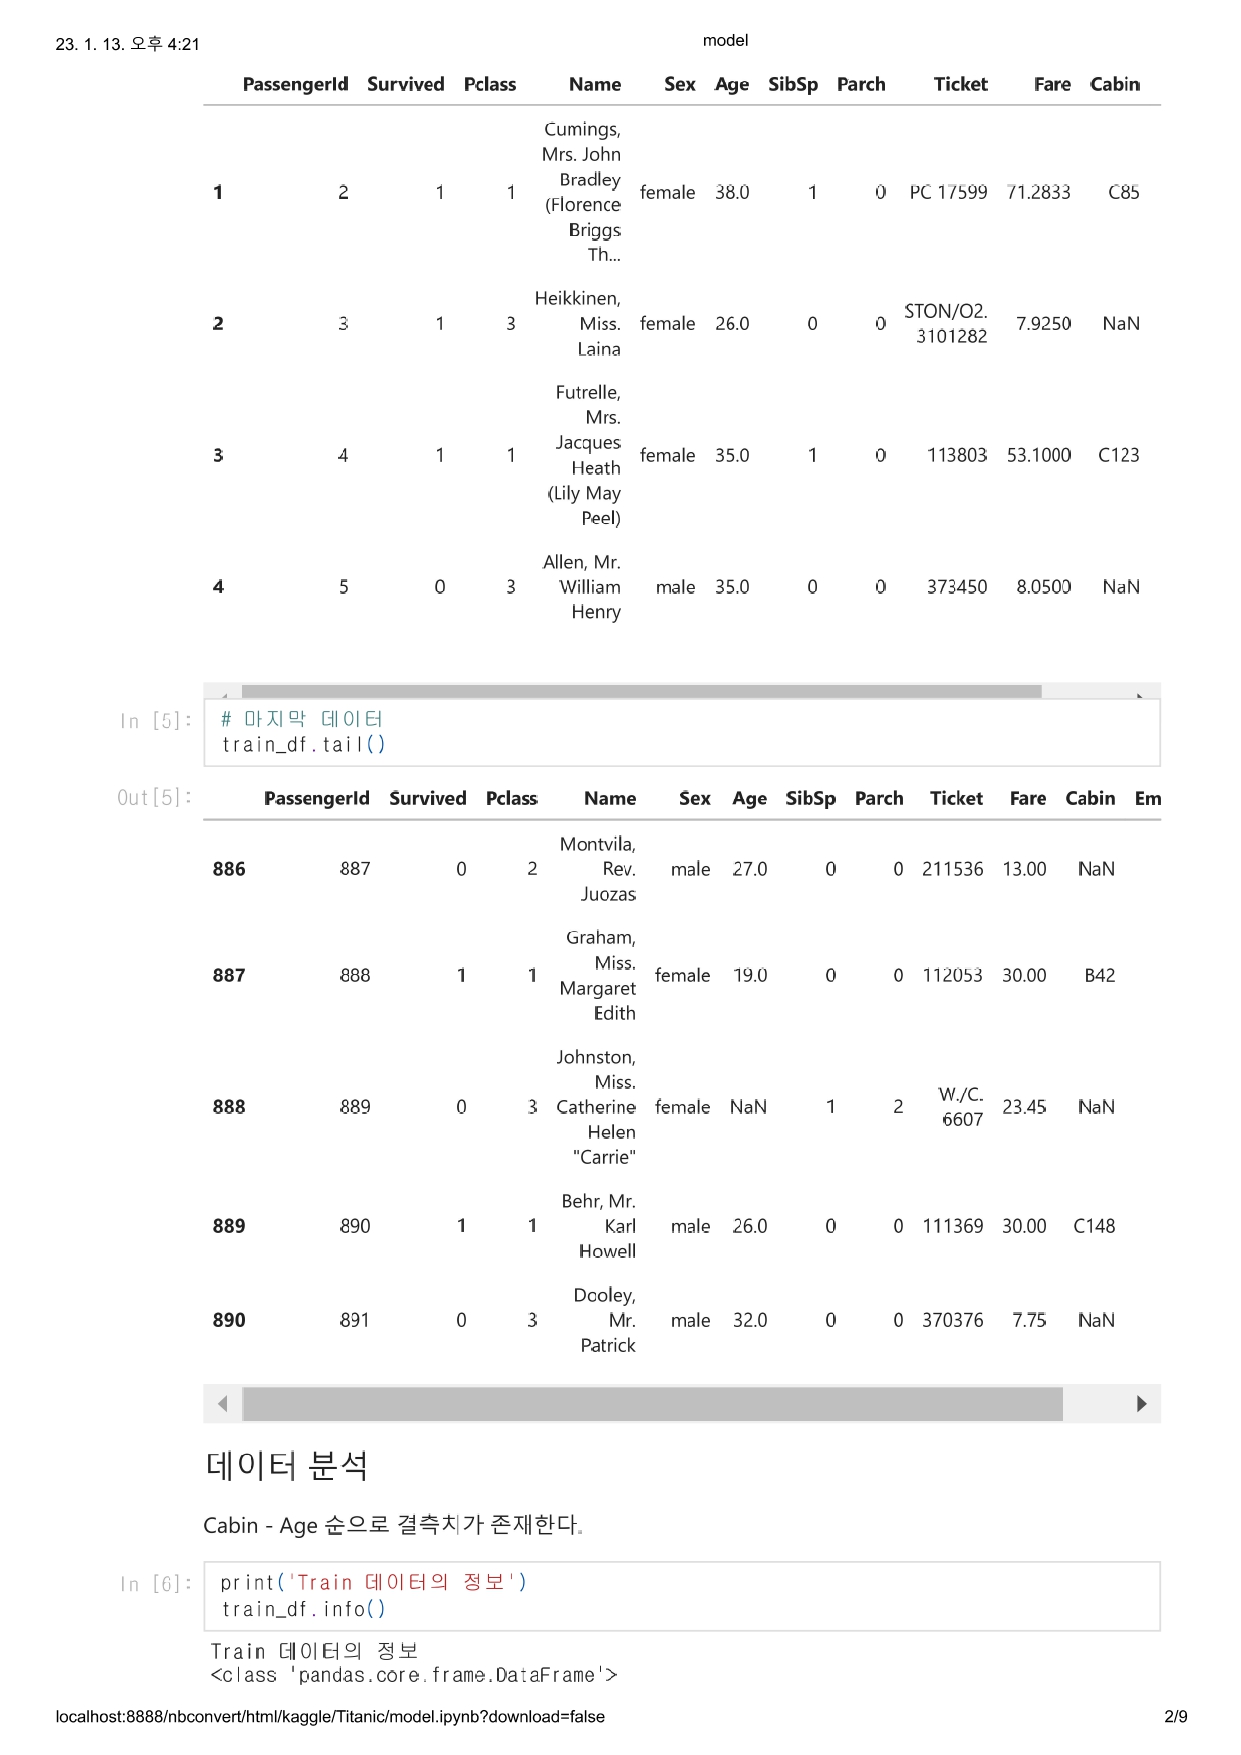 23. 1. 13. 오후 4:21 model
PassengerId Survived Pclass Name Sex Age SibSp Parch Ticket Fare Cabin
Cumings,
Mrs. John
Bradley
1 2 1 1 (Florence female 38.0 1 0 PC 17599 71.2833 C85
Briggs
Th...
Heikkinen,
2 3 1 3 Miss. female 26.0 0 0 STON/O2. 3101282 7.9250 NaN
Laina
Futrelle,
Mrs.
Jacques
3 4 1 1 Heath female 35.0 1 0 113803 53.1000 C123
(Lily May
Peel)
Allen, Mr.
4 5 0 3 William male 35.0 0 0 373450 8.0500 NaN
Henry
In [5]: # 마지막 데이터
train_df.tail()
Out[5]: PassengerId Survived Pclass Name Sex Age SibSp Parch Ticket Fare Cabin Em
Montvila,
886 887 0 2 Rev. male 27.0 0 0 211536 13.00 NaN
Juozas
Graham,
887 888 1 1 Miss. female 19.0 0 0 112053 30.00 B42
Margaret
Edith
Johnston,
Miss.
888 889 0 3 Catherine female NaN 1 2 W./C. 6607 23.45 NaN
Helen
"Carrie"
Behr, Mr.
889 890 1 1 Karl male 26.0 0 0 111369 30.00 C148
Howell
Dooley,
890 891 0 3 Mr. male 32.0 0 0 370376 7.75 NaN
Patrick
데이터 분석
Cabin - Age 순으로 결측치가 존재한다.
In [6]: print('Train 데이터의 정보')
train_df.info()
Train 데이터의 정보
<class 'pandas.core.frame.DataFrame'>
localhost:8888/nbconvert/html/kaggle/Titanic/model.ipynb?download=false 2/9